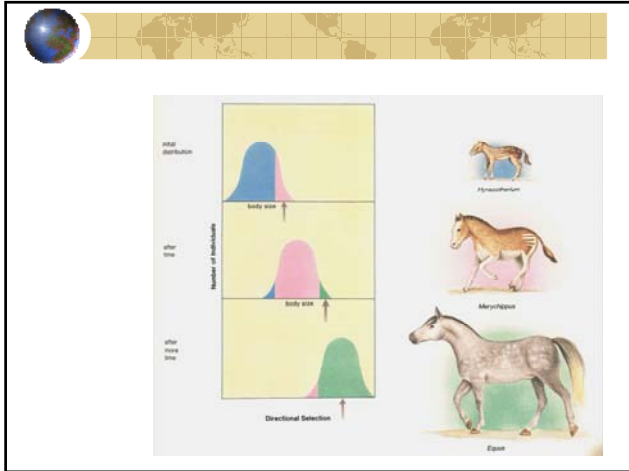 initial
distribution
body size
Hyracotherium
Number of Individuals
after
time
body size
Merychippus
after
more
time
Directional Selection
Equus